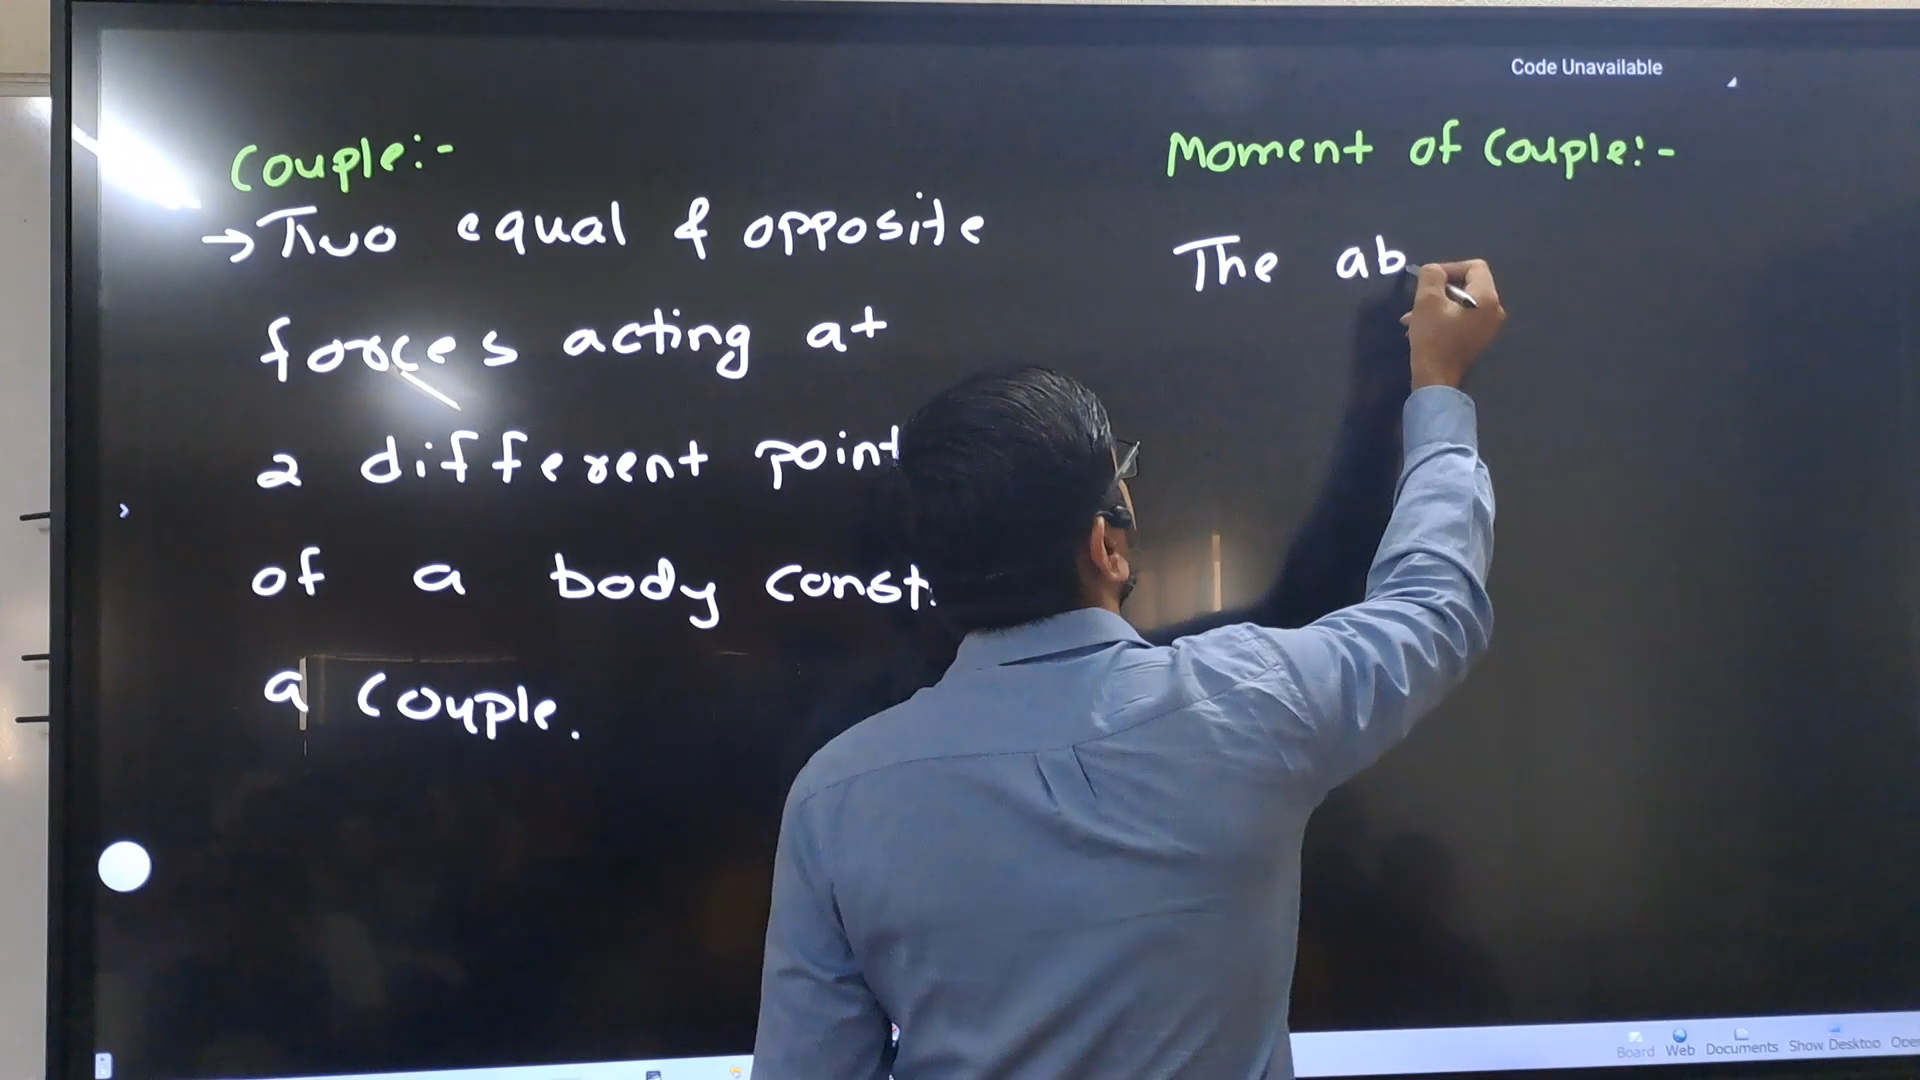 Code Unavailable
Couple:-
→ Two equal & opposite
forces acting at
2 different point
of a body const.
a couple.
Moment of Couple:-
The ab
Board Web Documents Show Desktop